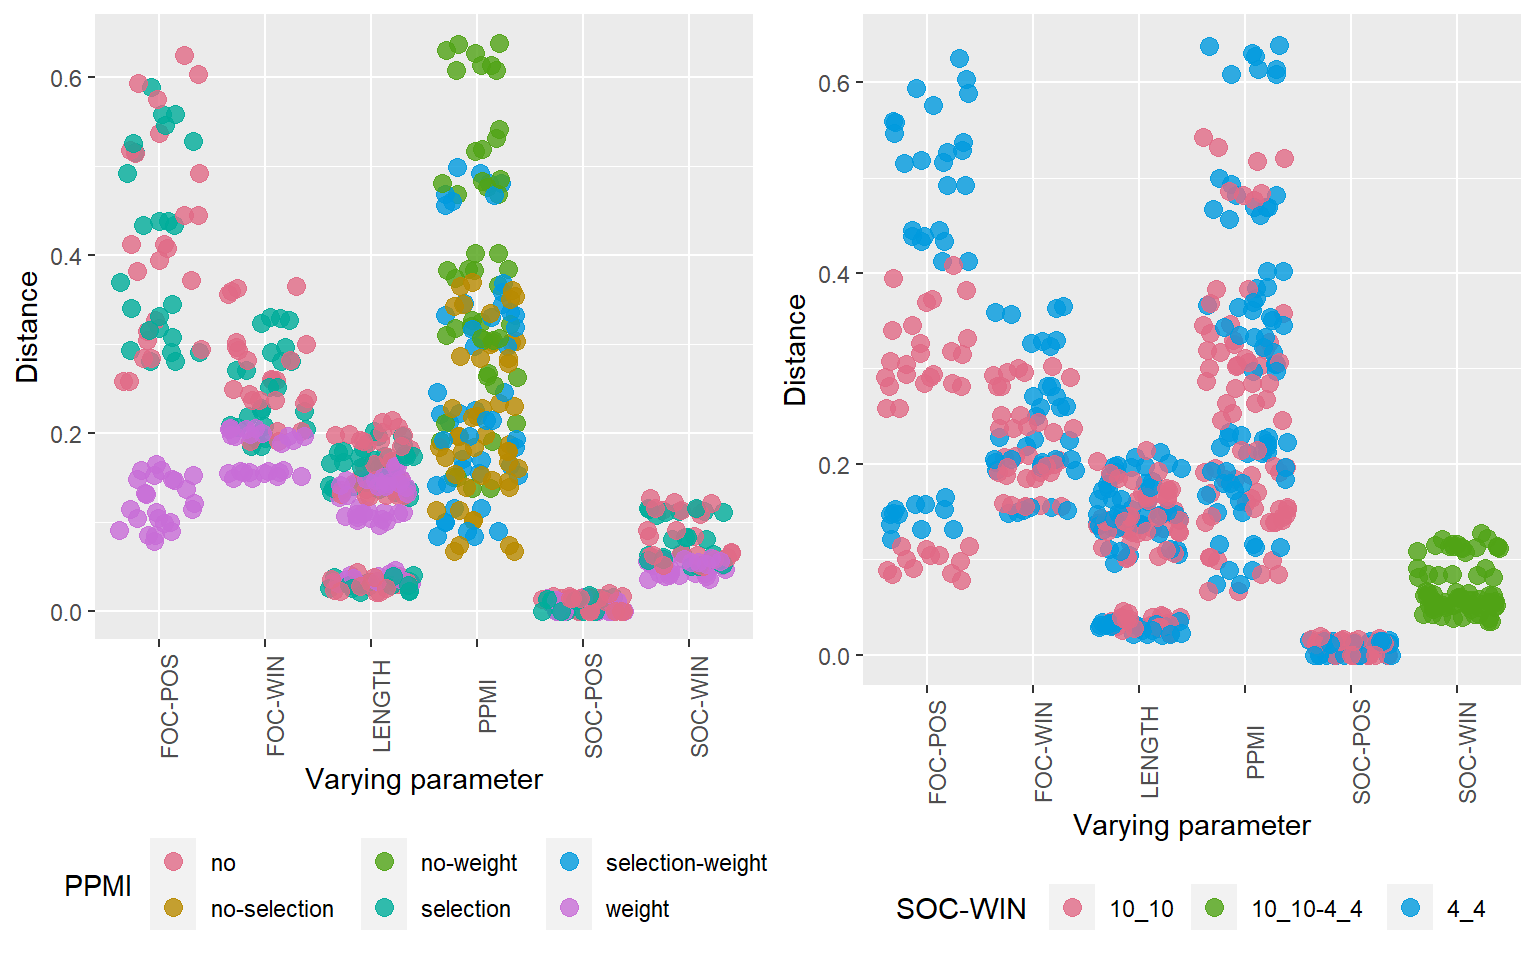 0.6
0.4
0.2
0.0
Distance
FOC-POS
FOC-WIN
LENGTH
PPMI
SOC-POS
SOC-WIN
Varying parameter
PPMI
no
no-weight
selection-weight
no-selection
selection
weight
0.6
0.4
0.2
0.0
Distance
FOC-POS
FOC-WIN
LENGTH
PPMI
SOC-POS
SOC-WIN
Varying parameter
SOC-WIN
10_10
10_10-4_4
4_4